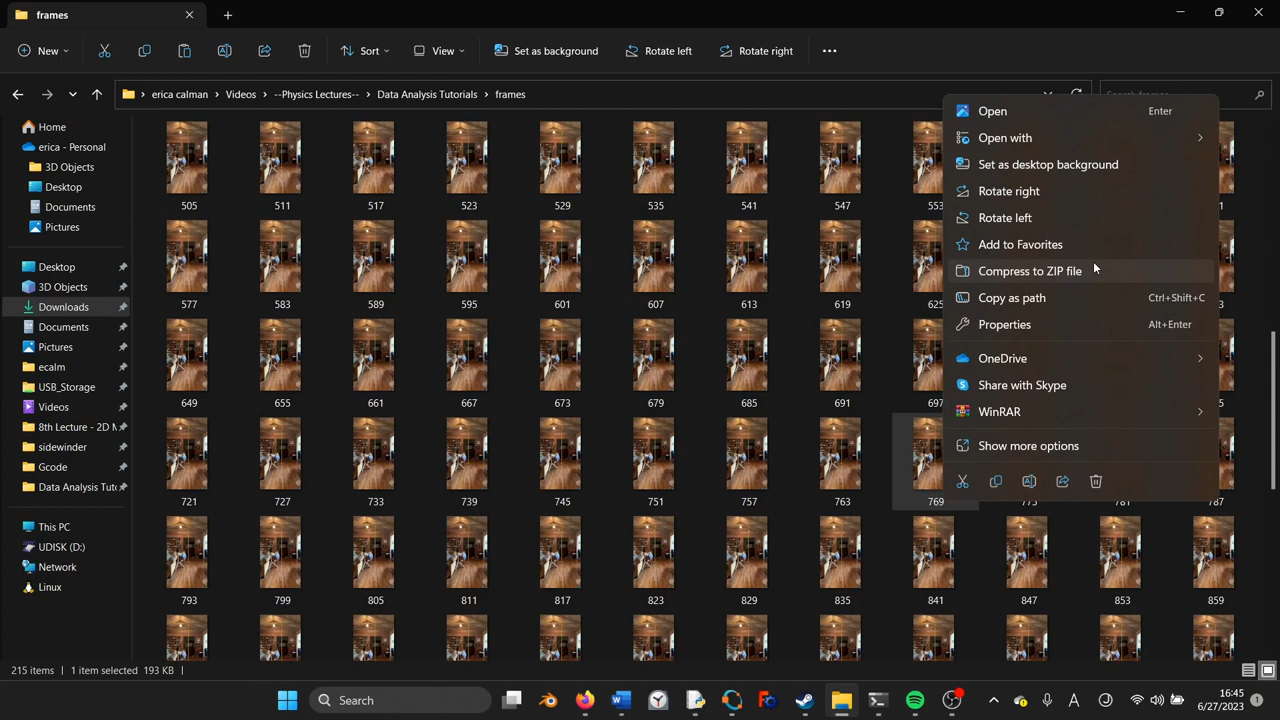 frames
New
Sort
View
Set as background
Rotate left
Rotate right
erica calman
Videos
--Physics Lectures--
Data Analysis Tutorials
frames
Home
erica - Personal
3D Objects
Desktop
Documents
Pictures
Desktop
3D Objects
Downloads
Documents
Pictures
ecalm
USB_Storage
Videos
8th Lecture - 2D M
sidewinder
Gcode
Data Analysis Tuto
This PC
UDISK (D:)
Network
Linux
505 511 517 523 529 535 541 547 553
577 583 589 595 601 607 613 619 625
649 655 661 667 673 679 685 691 697
721 727 733 739 745 751 757 763 769 781 787
793 799 805 811 817 823 829 835 841 847 853 859
Open Enter
Open with
Set as desktop background
Rotate right
Rotate left
Add to Favorites
Compress to ZIP file
Copy as path Ctrl+Shift+C
Properties Alt+Enter
OneDrive
Share with Skype
WinRAR
Show more options
215 items 1 item selected 193 KB
Search
16:45
6/27/2023
1